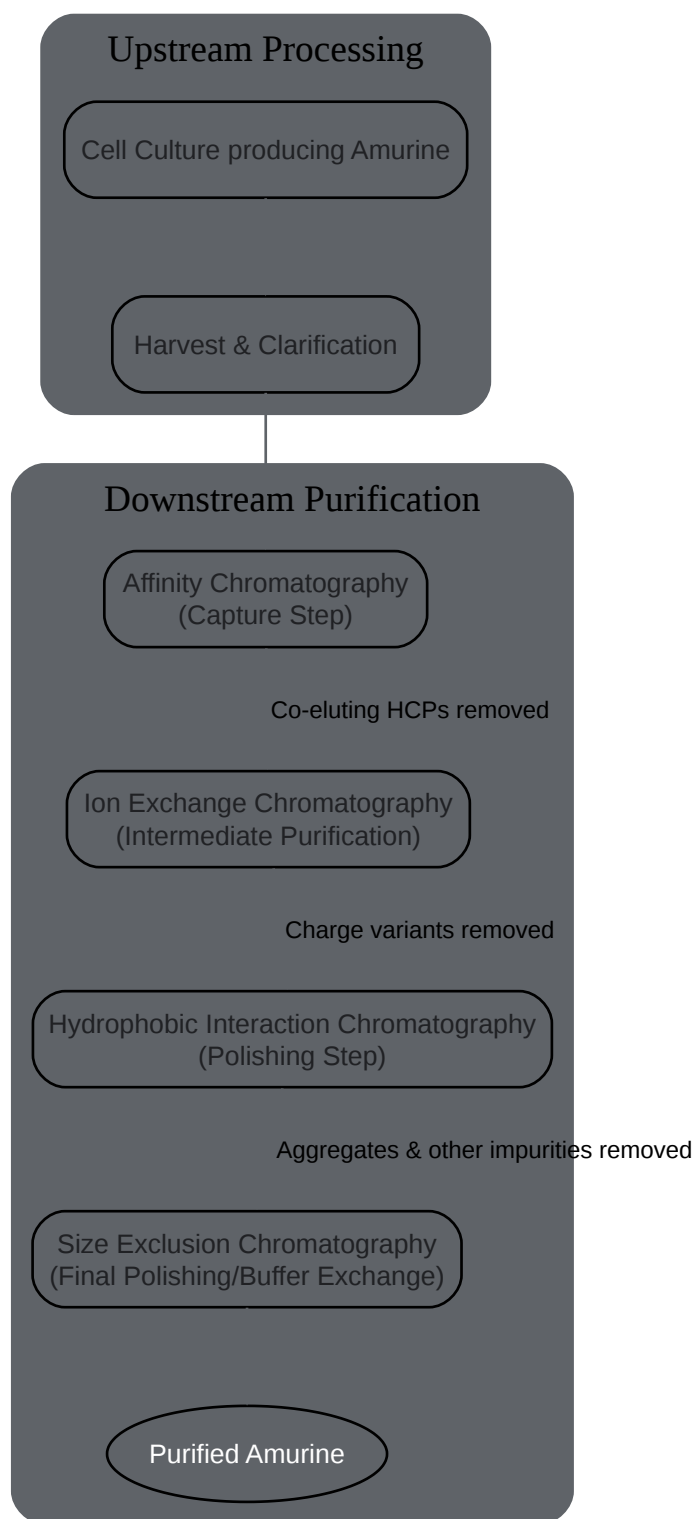 Upstream Processing
Cell Culture producing Amurine
Harvest & Clarification
Downstream Purification
Affinity Chromatography
(Capture Step)
Co-eluting HCPs removed
Ion Exchange Chromatography
(Intermediate Purification)
Charge variants removed
Hydrophobic Interaction Chromatography
(Polishing Step)
Aggregates & other impurities removed
Size Exclusion Chromatography
(Final Polishing/Buffer Exchange)
Purified Amurine